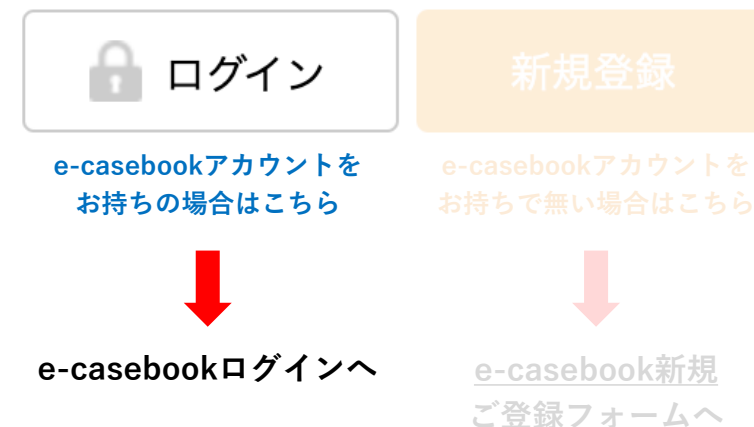 ログイン
e-casebookアカウントを
お持ちの場合はこちら
e-casebookログインへ
新規登録
e-casebookアカウントを
お持ちで無い場合はこちら
e-casebook新規
ご登録フォームへ